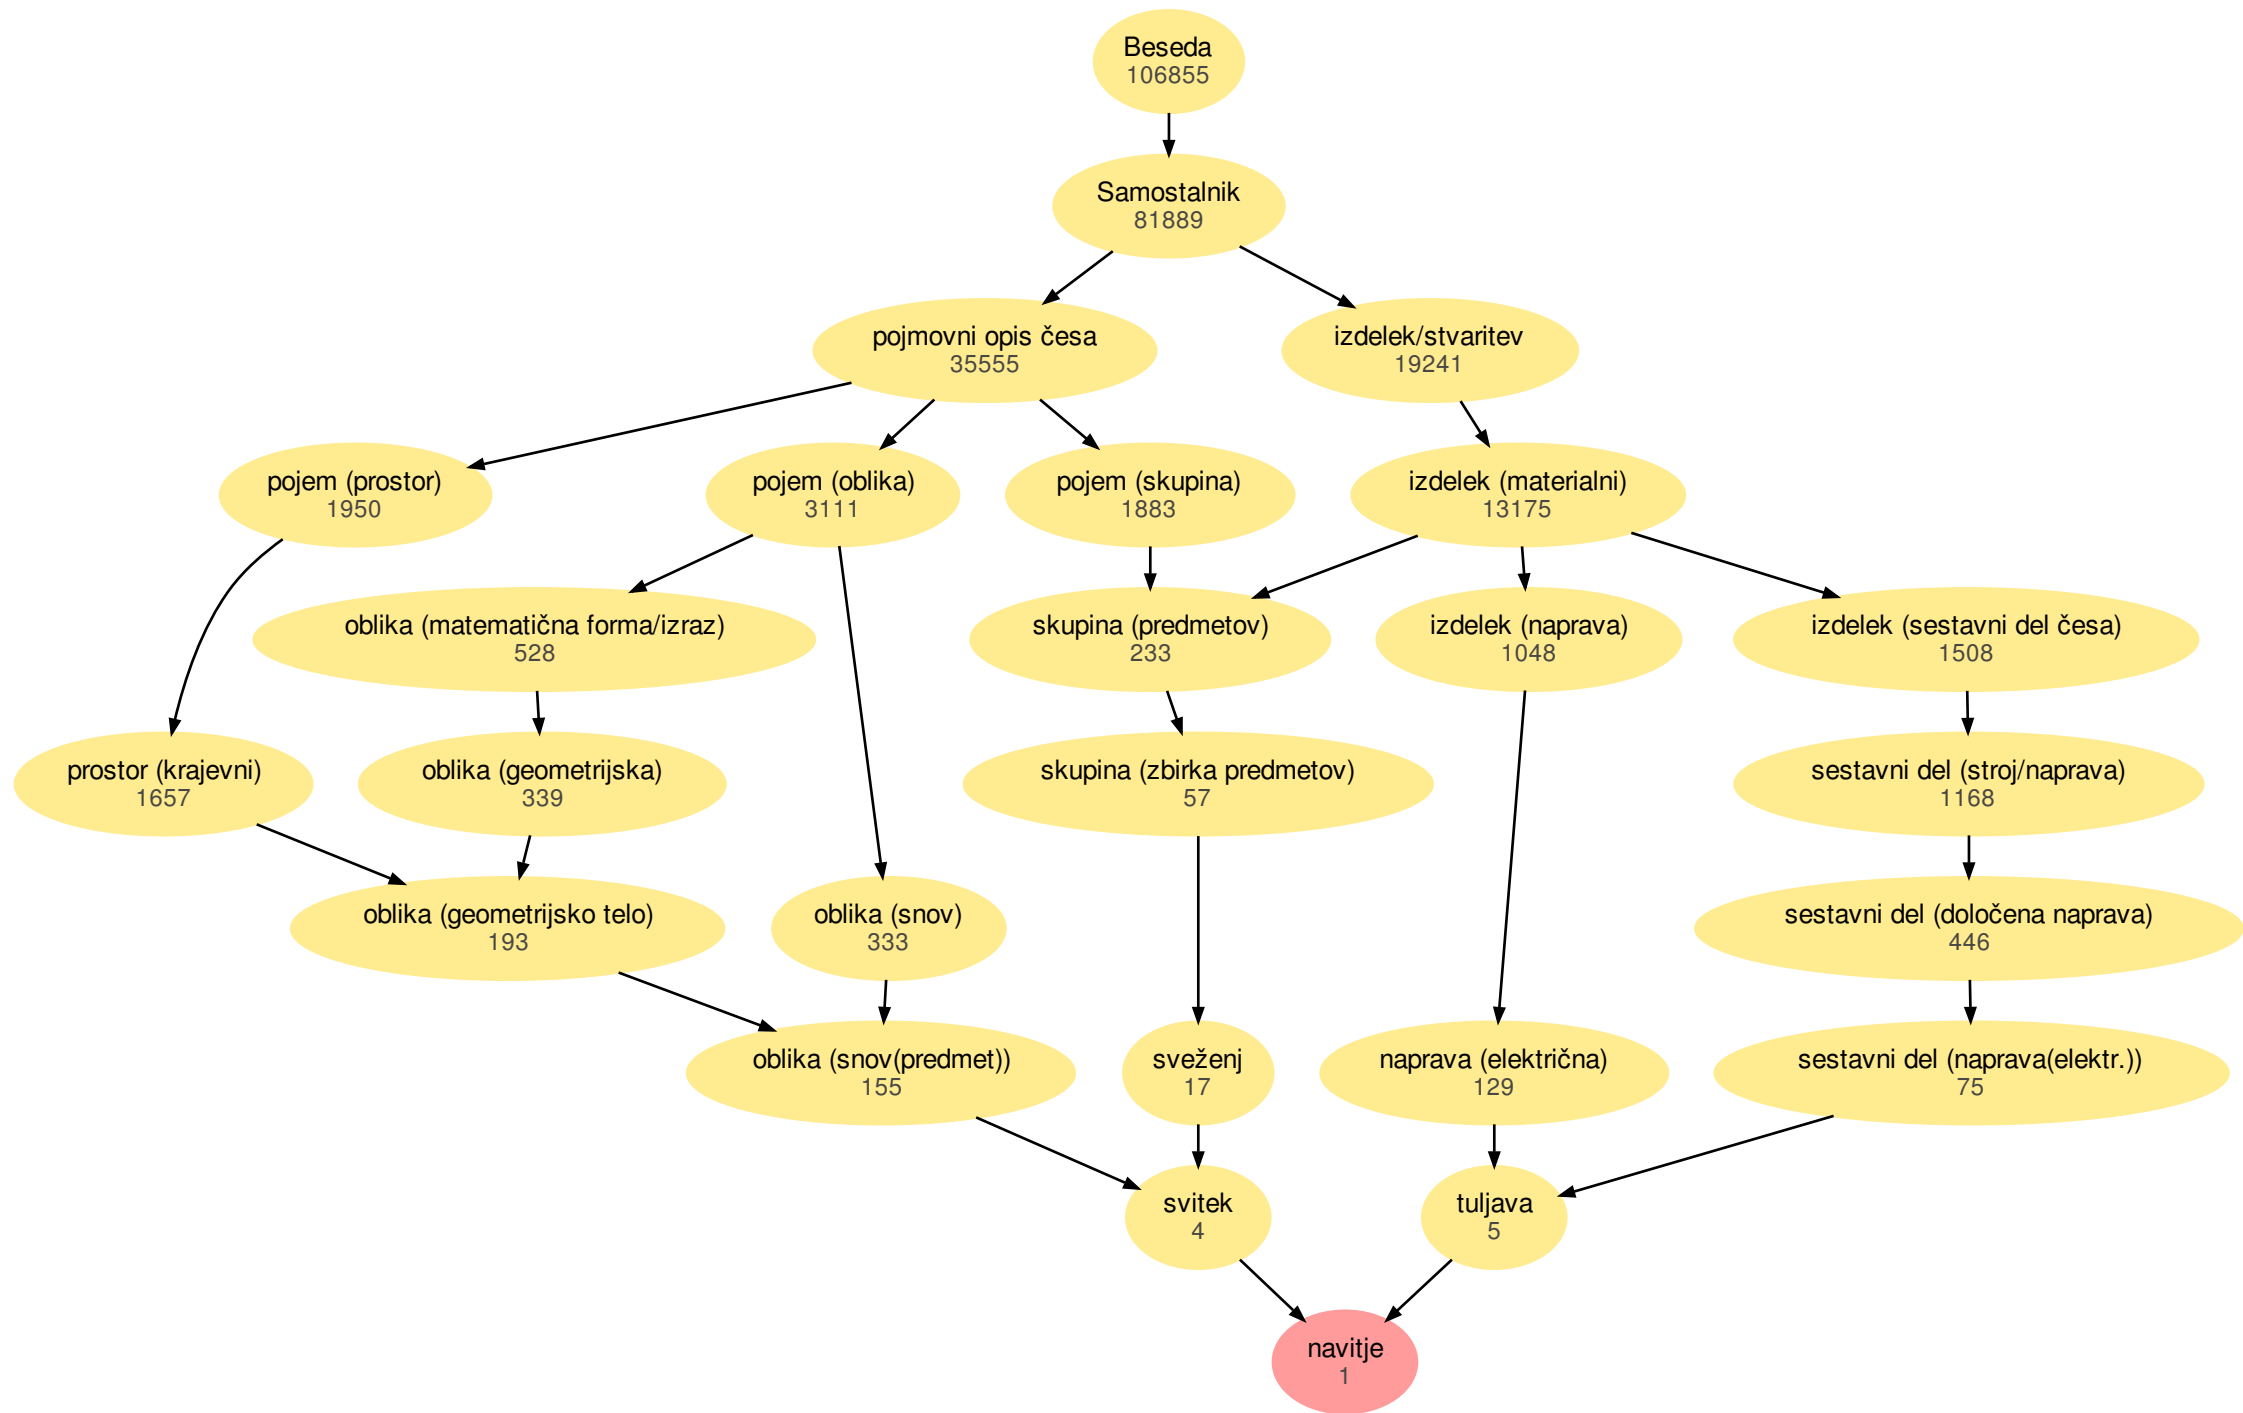 Beseda
106855
Samostalnik
81889
pojmovni opis česa
35555
izdelek/stvaritev
19241
pojem (prostor)
1950
pojem (oblika)
3111
pojem (skupina)
1883
izdelek (materialni)
13175
oblika (matematična forma/izraz)
528
skupina (predmetov)
233
izdelek (naprava)
1048
izdelek (sestavni del česa)
1508
prostor (krajevni)
1657
oblika (geometrijska)
339
skupina (zbirka predmetov)
57
sestavni del (stroj/naprava)
1168
oblika (geometrijsko telo)
193
oblika (snov)
333
sestavni del (določena naprava)
446
oblika (snov(predmet))
155
sveženj
17
naprava (električna)
129
sestavni del (naprava(elektr.))
75
svitek
4
tuljava
5
navitje
1